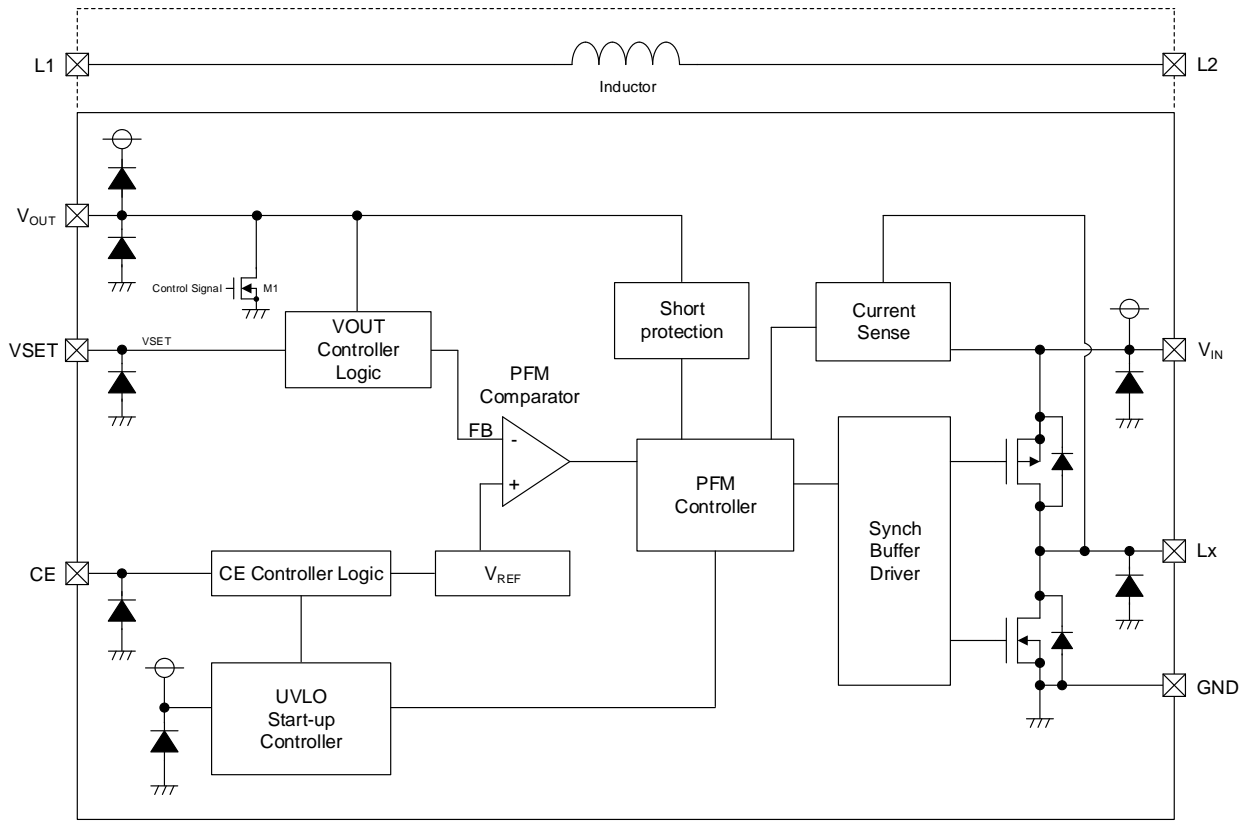 L1
L2
Inductor
VOUT
Control Signal
M1
Short
protection
Current
Sense
VOUT
Controller
Logic
VSET
VSET
VIN
PFM
Comparator
FB
-
+
PFM
Controller
Synch
Buffer
Driver
CE
CE Controller Logic
VREF
Lx
UVLO
Start-up
Controller
GND